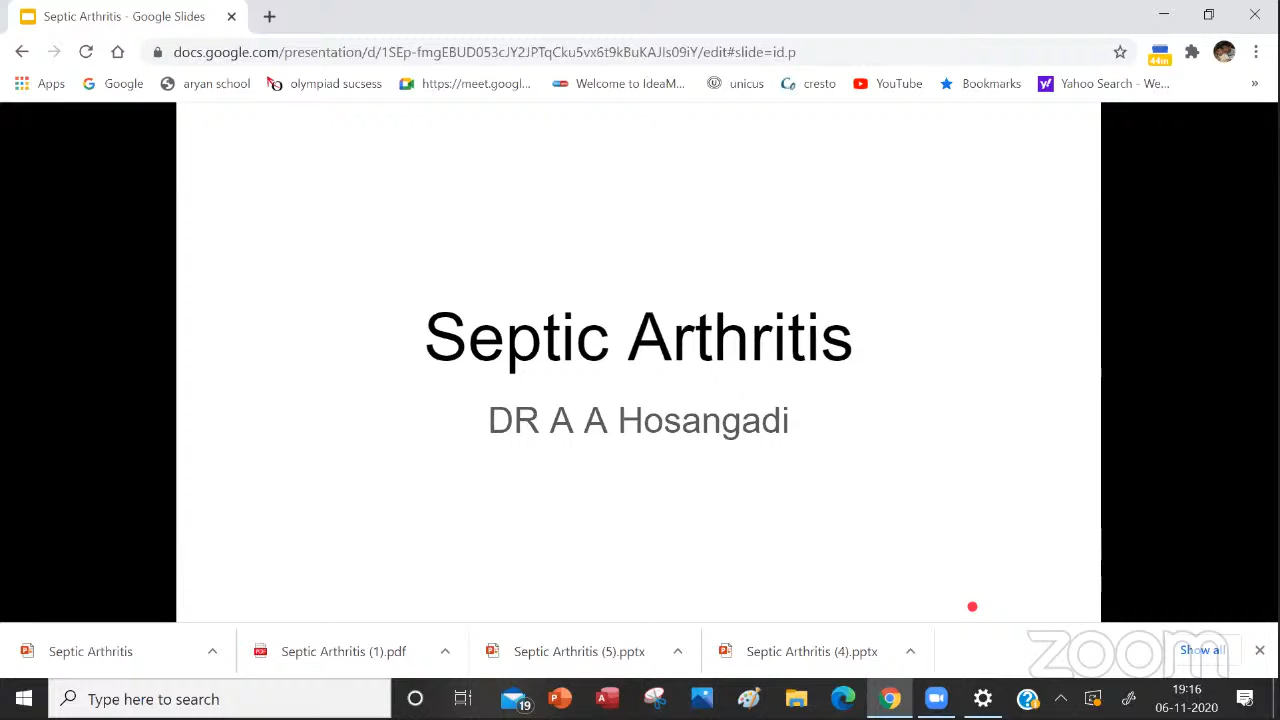 Septic Arthritis - Google Slides
docs.google.com/presentation/d/1SEp-fmgEBUD053cJY2JPTqCku5vx6t9kBuKAJIs09iY/edit#slide=id.p
44m
Apps
Google
aryan school
olympiad sucess
https://meet.googl...
Welcome to IdeaM...
unicus
cresto
YouTube
Bookmarks
Yahoo Search - We...
»
Septic Arthritis
DR A A Hosangadi
Septic Arthritis
Septic Arthritis (1).pdf
Septic Arthritis (5).pptx
Septic Arthritis (4).pptx
Show all
zoom
Type here to search
19
19:16
06-11-2020